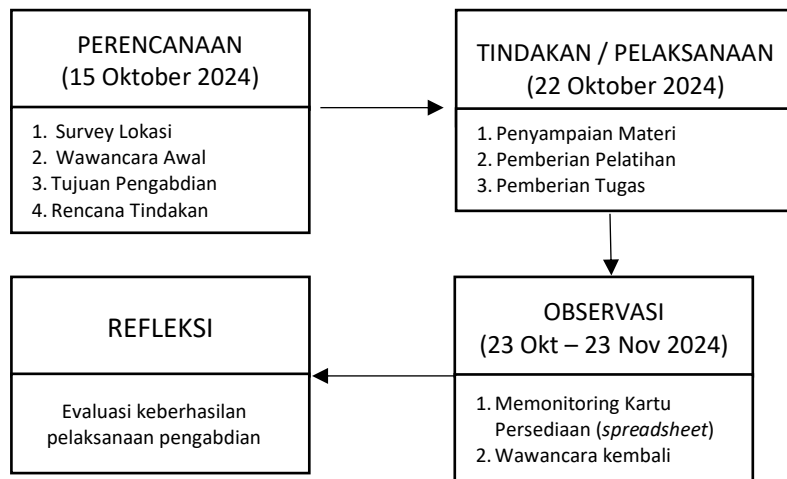 PERENCANAAN
(15 Oktober 2024)
1. Survey Lokasi
2. Wawancara Awal
3. Tujuan Pengabdian
4. Rencana Tindakan
TINDAKAN / PELAKSANAAN
(22 Oktober 2024)
1. Penyampaian Materi
2. Pemberian Pelatihan
3. Pemberian Tugas
OBSERVASI
(23 Okt – 23 Nov 2024)
1. Memonitoring Kartu
Persediaan (spreadsheet)
2. Wawancara kembali
REFLEKSI
Evaluasi keberhasilan
pelaksanaan pengabdian